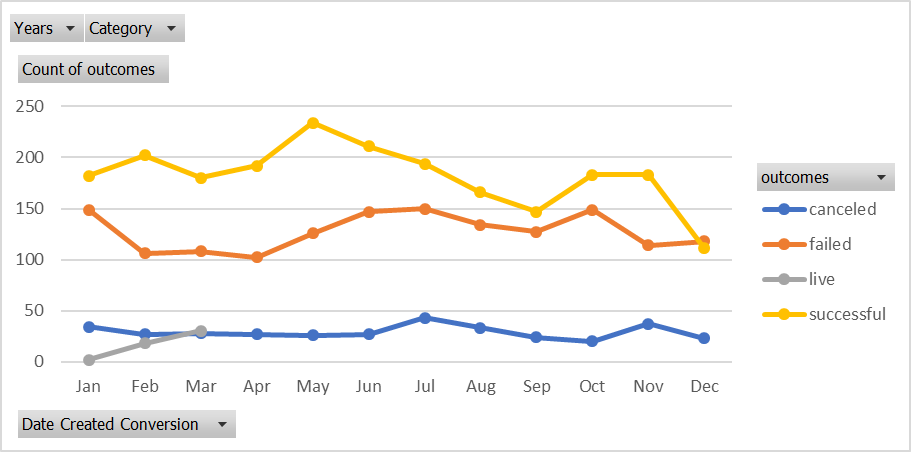 Years Category
Count of outcomes
250
200
150
100
50
0
Jan Feb Mar Apr May Jun Jul Aug Sep Oct Nov Dec
outcomes
canceled
failed
live
successful
Date Created Conversion